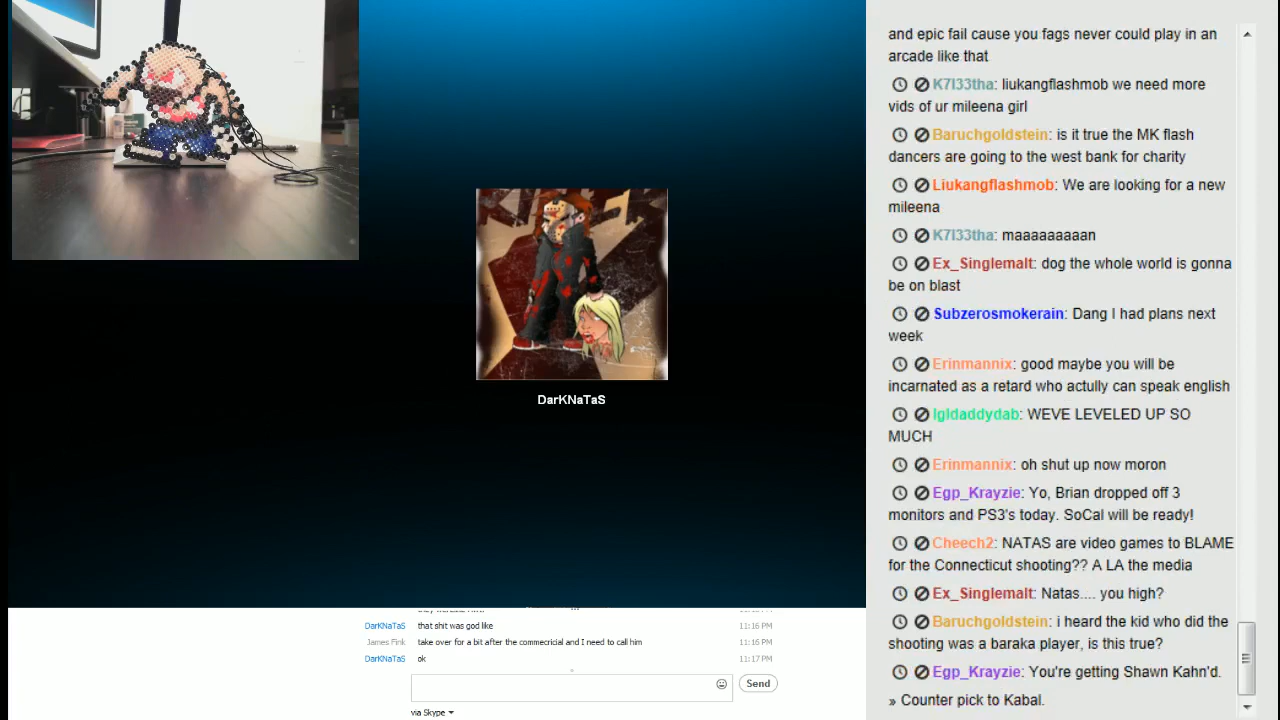 and epic fail cause you fags never could play in an
arcade like that
K7l33tha: liukangflashmob we need more
vids of ur mileena girl
Baruchgoldstein: is it true the MK flash
dancers are going to the west bank for charity
Liukangflashmob: We are looking for a new
mileena
K7l33tha: maaaaaaaaan
Ex_Singlemalt: dog the whole world is gonna
be on blast
Subzerosmokerain: Dang I had plans next
week
Erinmannix: good maybe you will be
incarnated as a retard who actully can speak english
Igldaddydab: WEVE LEVELED UP SO
MUCH
Erinmannix: oh shut up now moron
Egp_Krayzie: Yo, Brian dropped off 3
monitors and PS3's today. SoCal will be ready!
Cheech2: NATAS are video games to BLAME
for the Connecticut shooting?? A LA the media
Ex_Singlemalt: Natas.... you high?
Baruchgoldstein: i heard the kid who did the
shooting was a baraka player, is this true?
Egp_Krayzie: You're getting Shawn Kahn'd.
» Counter pick to Kabal.
DarKNaTaS
DarKNaTaS that shit was god like 11:16 PM
James Fink take over for a bit after the commecricial and I need to call him 11:16 PM
DarKNaTaS ok 11:17 PM
Send
via Skype